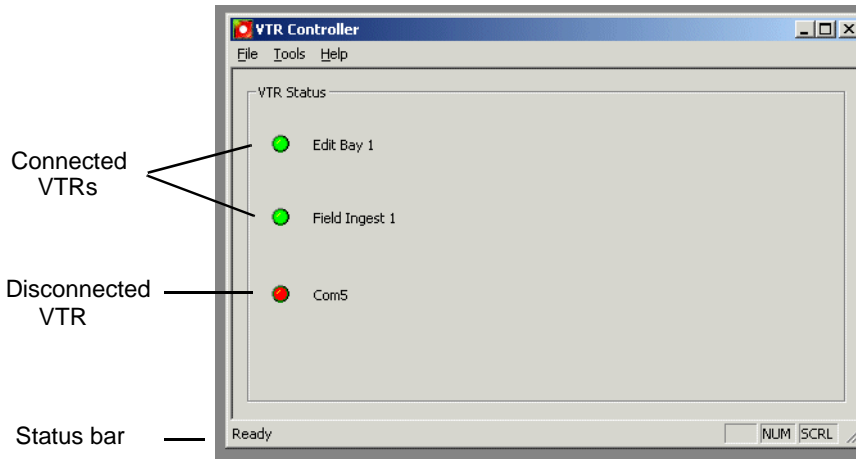 VTR Controller
File Tools Help
VTR Status
Edit Bay 1
Connected
VTRs
Field Ingest 1
Disconnected
VTR
Com5
Status bar
Ready
NUM SCRL